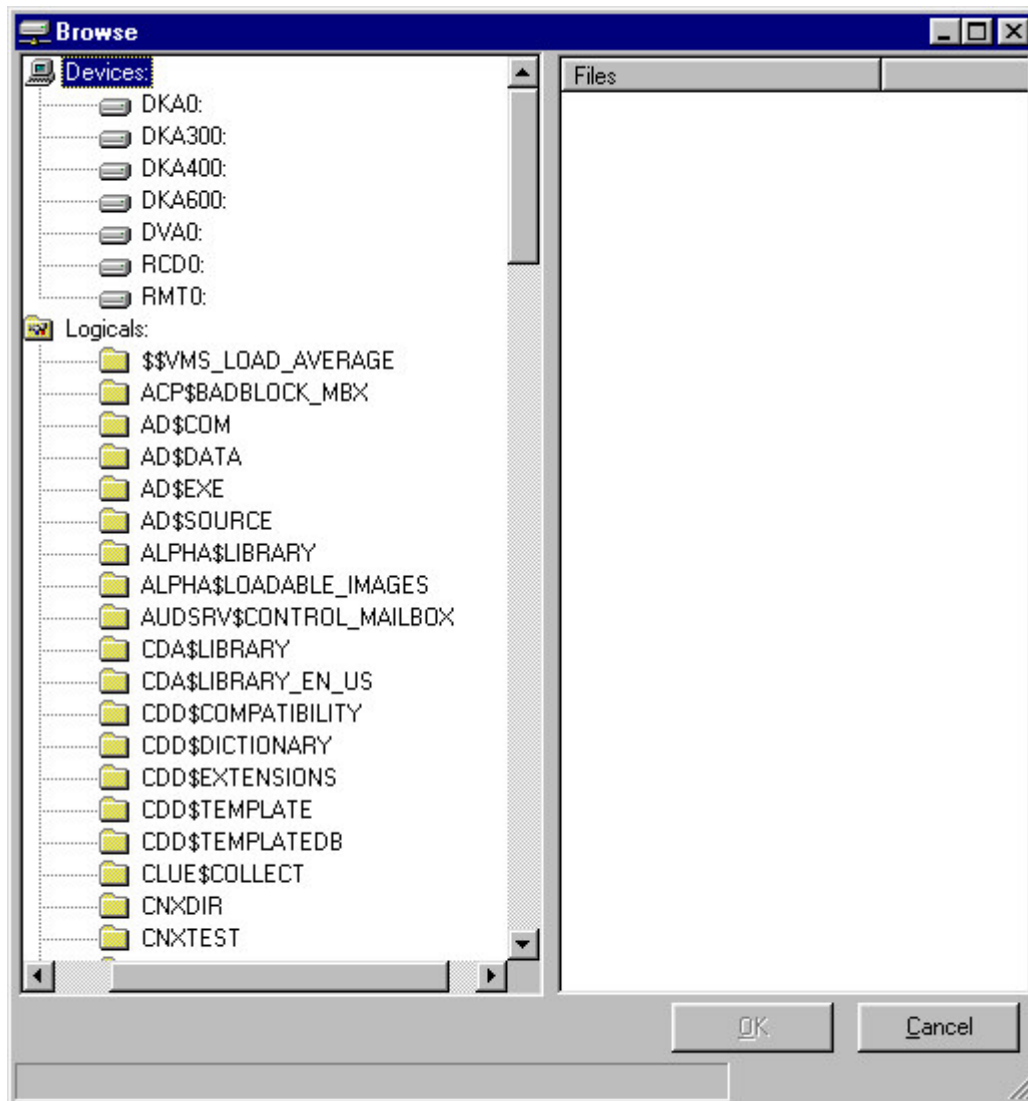 Browse
Devices:
DKA0:
DKA300:
DKA400:
DKA600:
DVA0:
RCD0:
RMT0:
Logicals:
$$VMS_LOAD_AVERAGE
ACP$BADBLOCK_MBX
AD$COM
AD$DATA
AD$EXE
AD$SOURCE
ALPHA$LIBRARY
ALPHA$LOADABLE_IMAGES
AUDSRV$CONTROL_MAILBOX
CDA$LIBRARY
CDA$LIBRARY_EN_US
CDD$COMPATIBILITY
CDD$DICTIONARY
CDD$EXTENSIONS
CDD$TEMPLATE
CDD$TEMPLATEDB
CLUE$COLLECT
CNXDIR
CNXTEST
Files
OK
Cancel